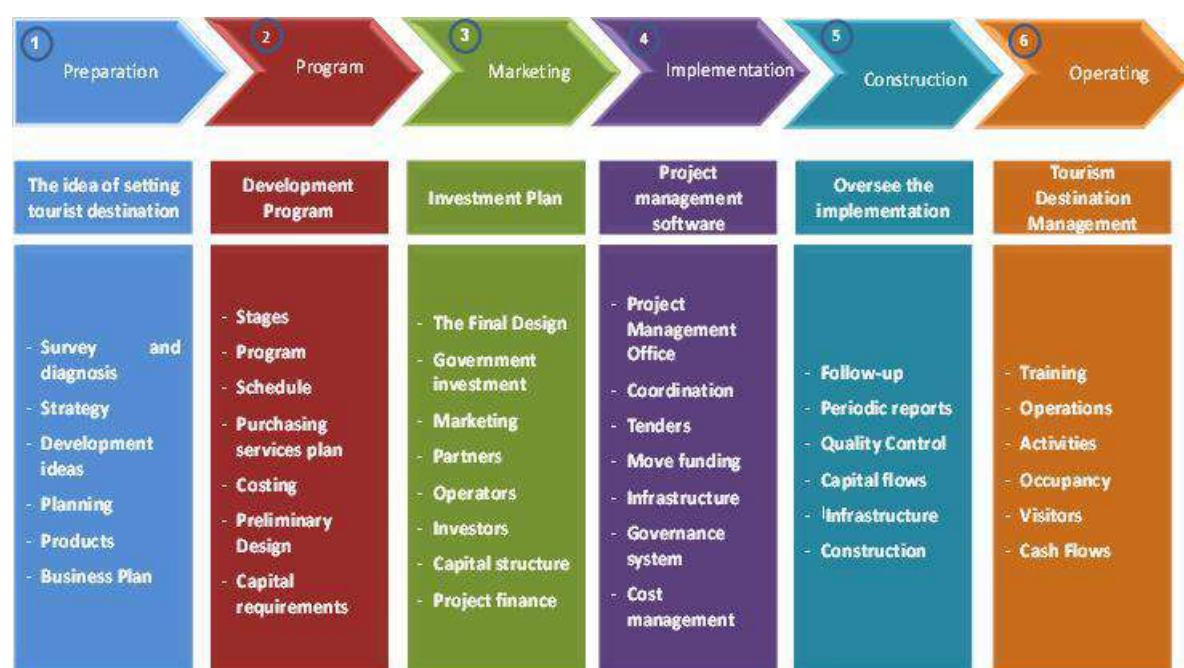 1
Preparation
2
Program
3
Marketing
4
Implementation
5
Construction
6
Operating
The idea of setting
tourist destination
Development
Program
Investment Plan
Project
management
software
Oversee the
implementation
Tourism
Destination
Management
- Survey and
diagnosis
- Strategy
- Development
ideas
- Planning
- Products
- Business Plan
- Stages
- Program
- Schedule
- Purchasing
services plan
- Costing
- Preliminary
Design
- Capital
requirements
- The Final Design
- Government
investment
- Marketing
- Partners
- Operators
- Investors
- Capital structure
- Project finance
- Project
Management
Office
- Coordination
- Tenders
- Move funding
- Infrastructure
- Governance
system
- Cost
management
- Follow-up
- Periodic reports
- Quality Control
- Capital flows
- lInfrastructure
- Construction
- Training
- Operations
- Activities
- Occupancy
- Visitors
- Cash Flows